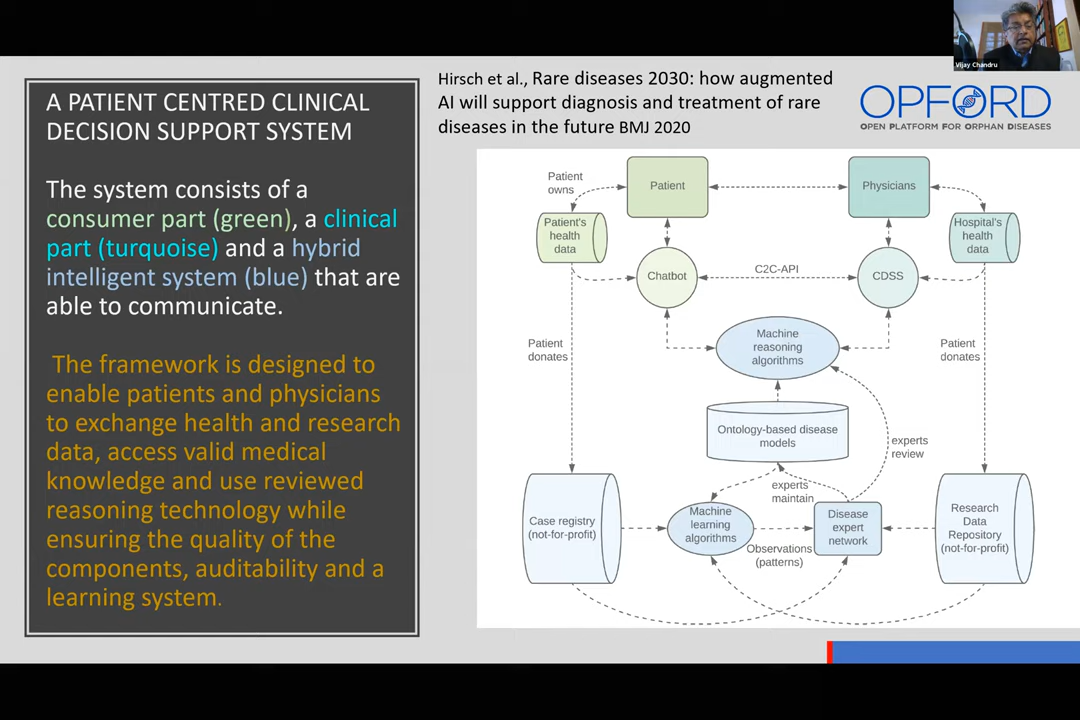 A PATIENT CENTRED CLINICAL
DECISION SUPPORT SYSTEM
The system consists of a
consumer part (green), a clinical
part (turquoise) and a hybrid
intelligent system (blue) that are
able to communicate.
The framework is designed to
enable patients and physicians
to exchange health and research
data, access valid medical
knowledge and use reviewed
reasoning technology while
ensuring the quality of the
components, auditability and a
learning system.
Hirsch et al., Rare diseases 2030: how augmented
AI will support diagnosis and treatment of rare
diseases in the future BMJ 2020
Vijay Chandru
OPFORD
OPEN PLATFORM FOR ORPHAN DISEASES
Patient
owns
Patient
Physicians
Patient's
health
data
Hospital's
health
data
Chatbot
C2C-API
CDSS
Machine
reasoning
algorithms
Patient
donates
Patient
donates
Ontology-based disease
models
experts
review
experts
maintain
Case registry
(not-for-profit)
Machine
learning
algorithms
Observations
(patterns)
Disease
expert
network
Research
Data
Repository
(not-for-profit)